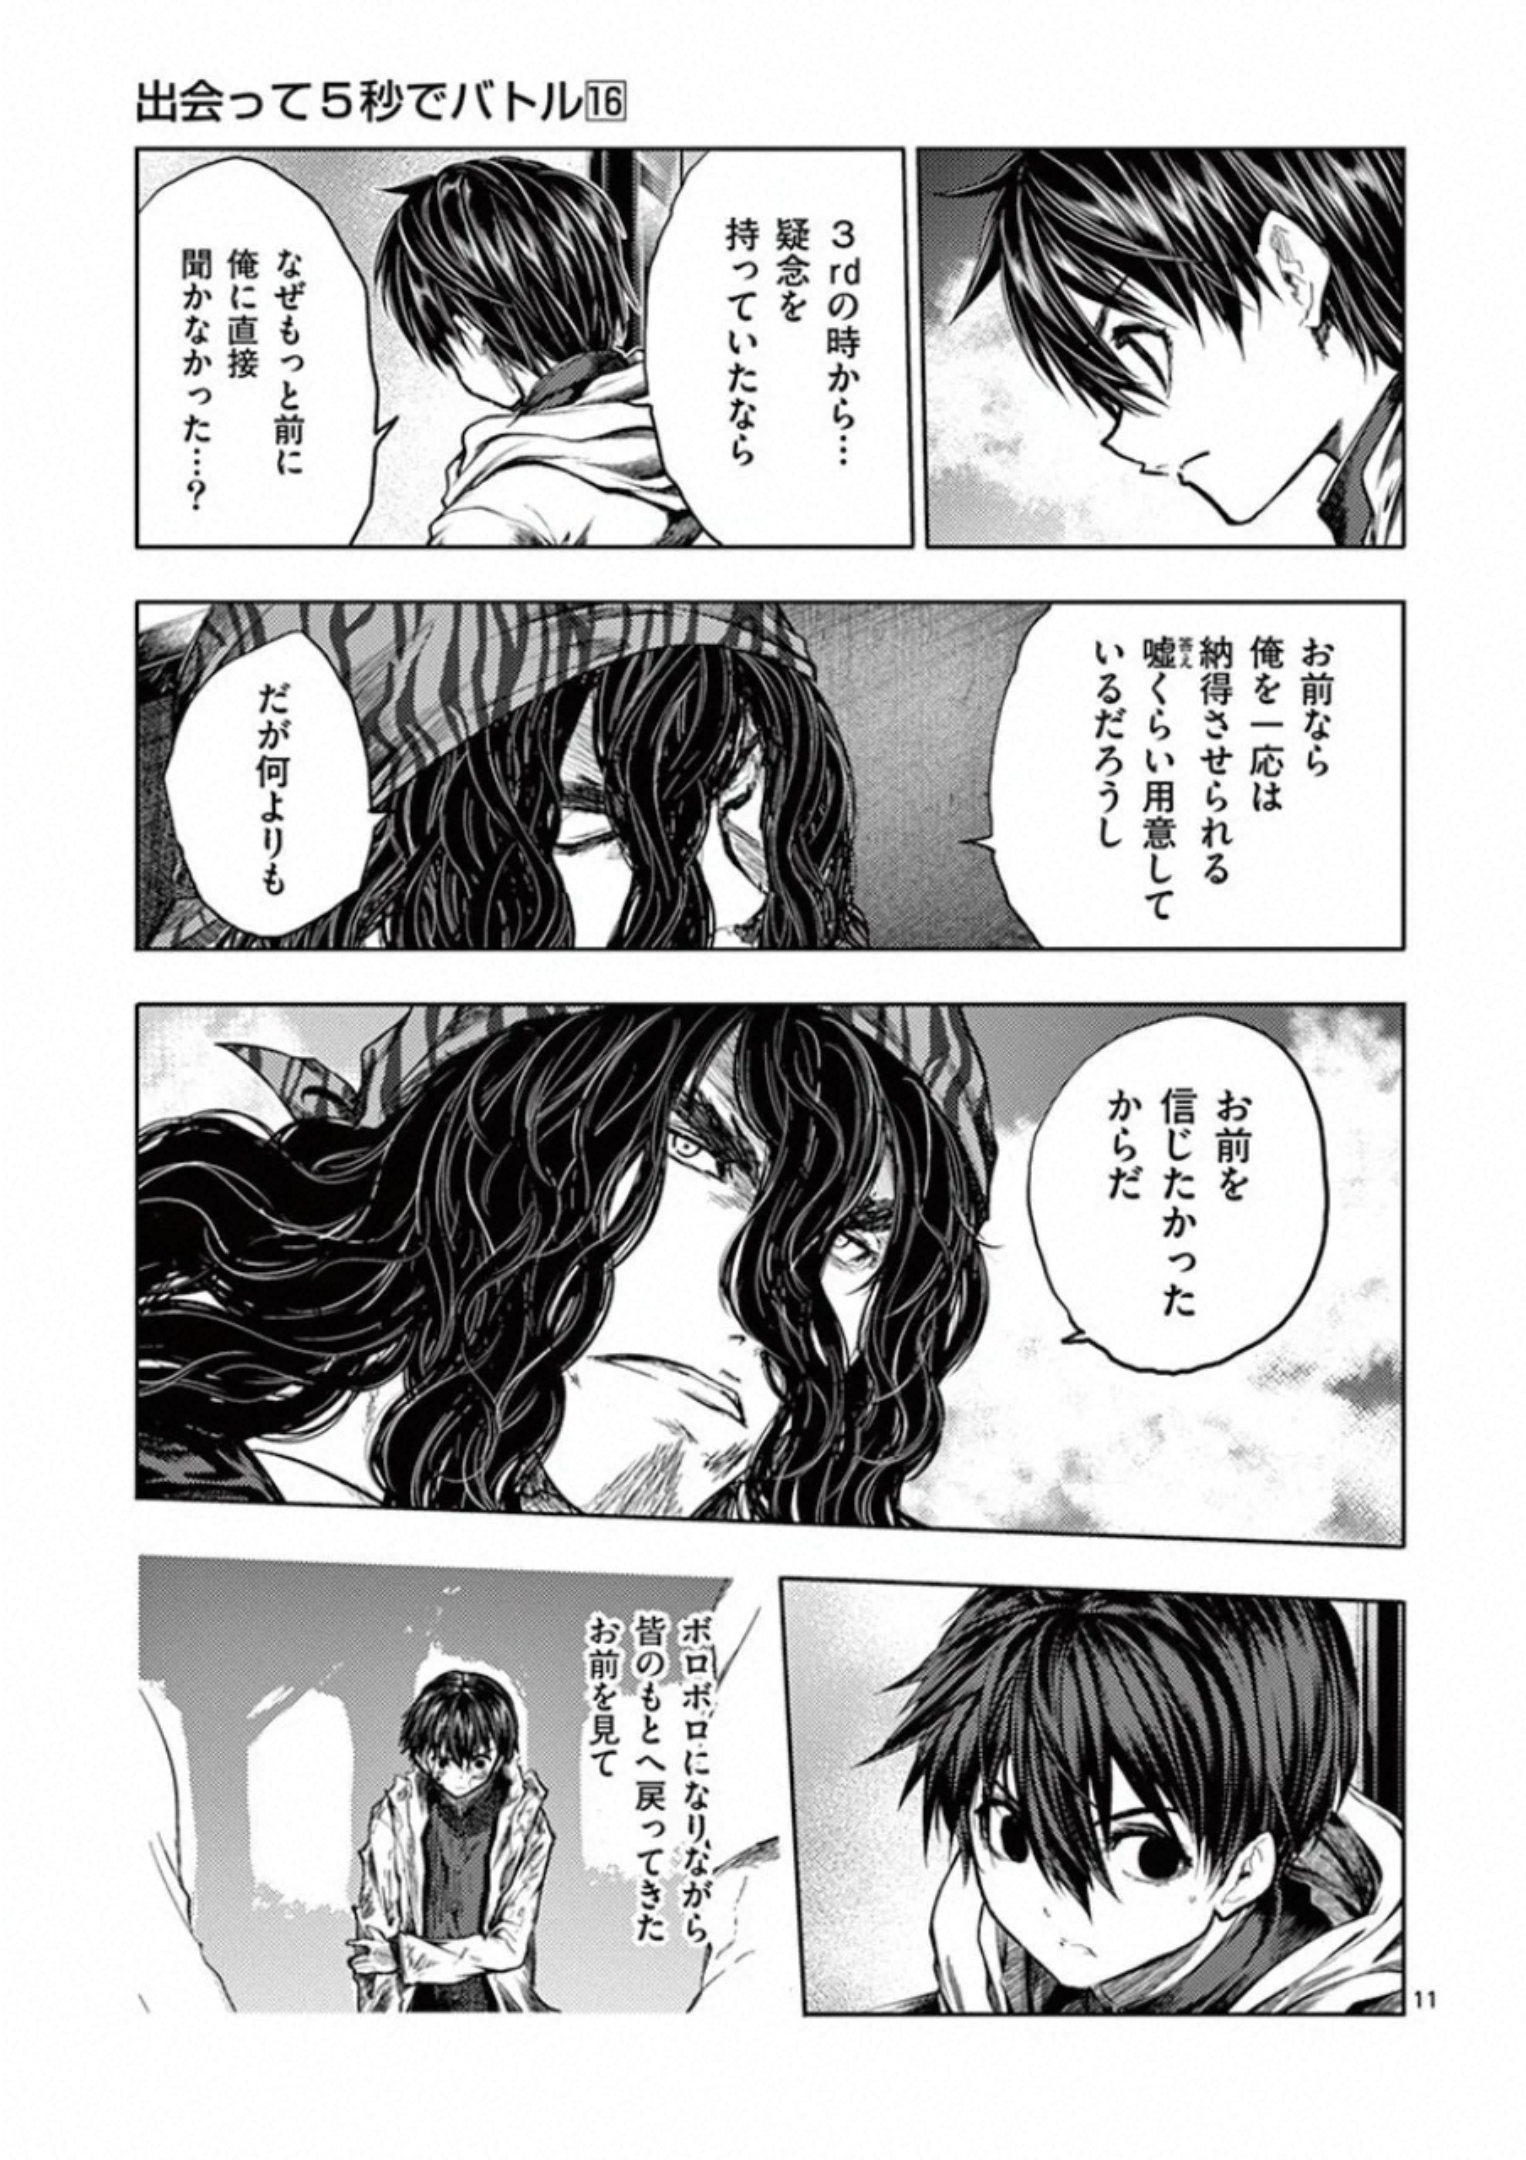 出会って5秒でバトル16
3rdの時から…
疑念を
持っていたなら
なぜもっと前に
俺に直接
聞かなかった…?
お前なら
俺を一応は
納得させられる
答え
嘘くらい用意して
いるだろうし
だが何よりも
お前を
信じたかった
からだ
ボロボロになりながら
皆のもとへ戻ってきた
お前を見て
11